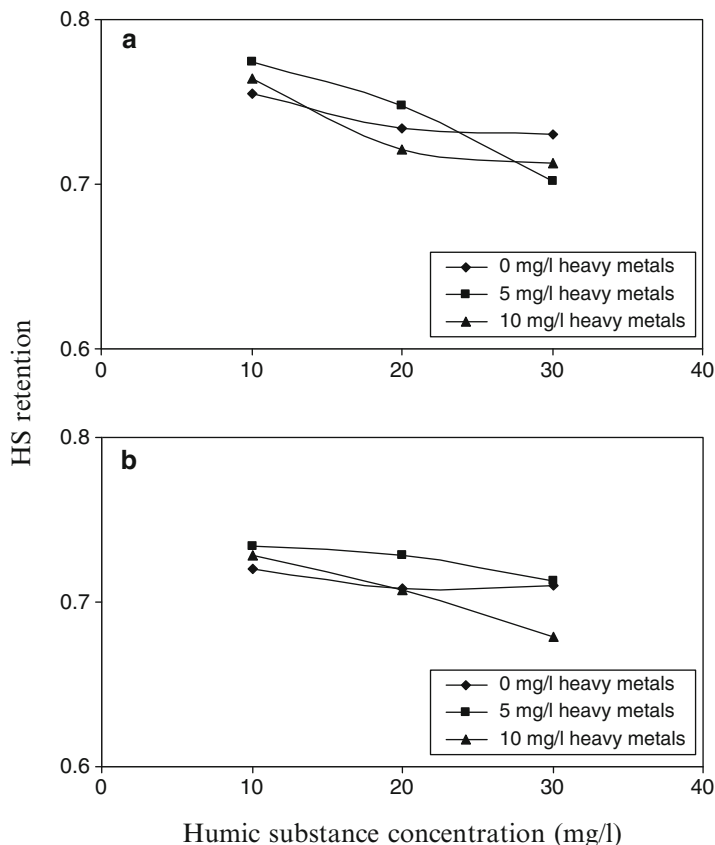 0.8
a
0.7
0 mg/l heavy metals
5 mg/l heavy metals
10 mg/l heavy metals
0.6
0 10 20 30 40
HS retention
0.8
b
0.7
0 mg/l heavy metals
5 mg/l heavy metals
10 mg/l heavy metals
0.6
0 10 20 30 40
Humic substance concentration (mg/l)